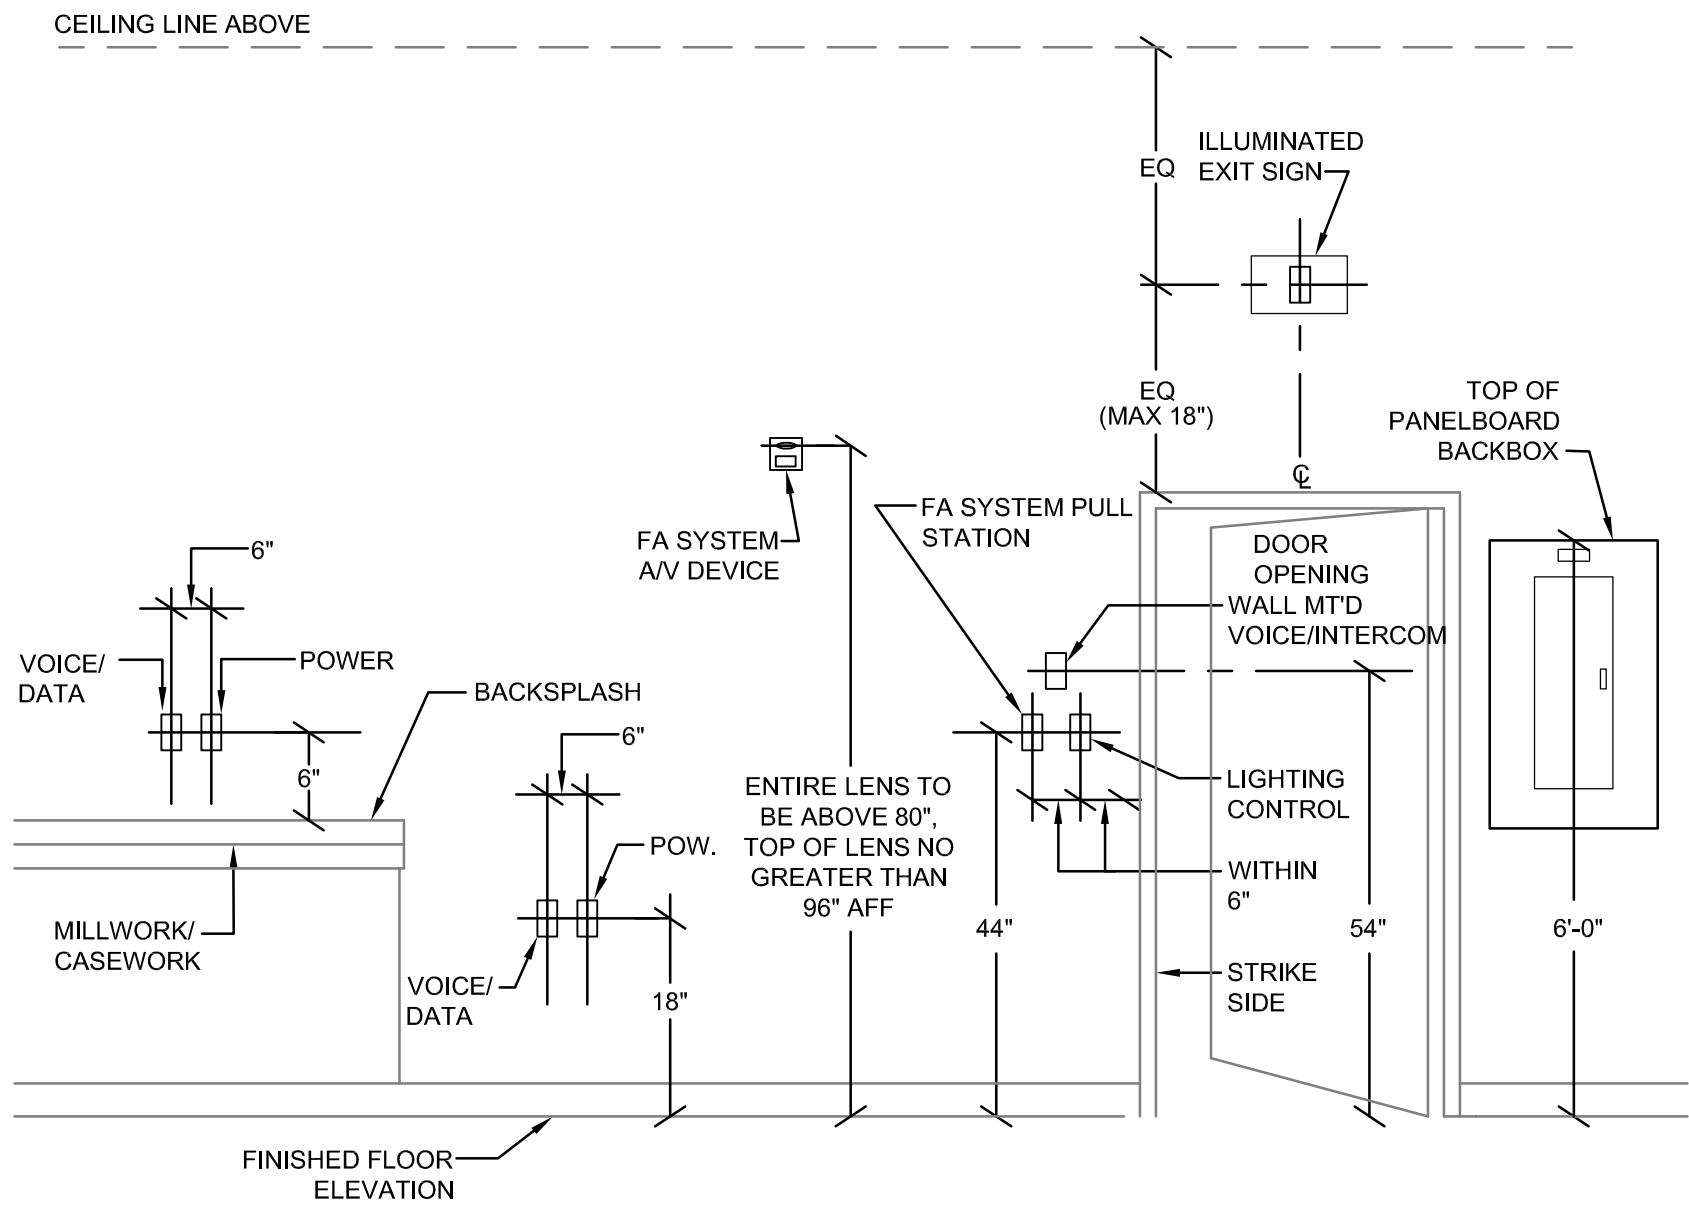 CEILING LINE ABOVE
ILLUMINATED
EXIT SIGN
EQ
EQ
(MAX 18")
TOP OF
PANELBOARD
BACKBOX
℄
FA SYSTEM PULL
STATION
FA SYSTEM
A/V DEVICE
6"
DOOR
OPENING
WALL MT'D
VOICE/INTERCOM
VOICE/
DATA
POWER
BACKSPLASH
6"
6"
ENTIRE LENS TO
BE ABOVE 80",
TOP OF LENS NO
GREATER THAN
96" AFF
LIGHTING
CONTROL
POW.
WITHIN
6"
MILLWORK/
CASEWORK
44"
54"
6'-0"
VOICE/
DATA
18"
STRIKE
SIDE
FINISHED FLOOR
ELEVATION